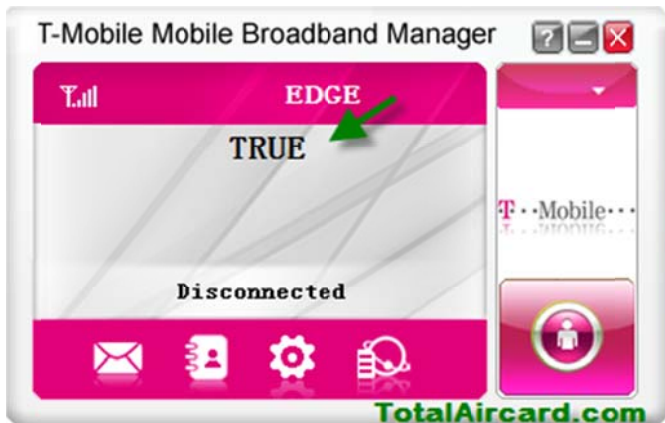 T-Mobile Mobile Broadband Manager
?
EDGE
TRUE
T··Mobile···
Disconnected
TotalAircard.com